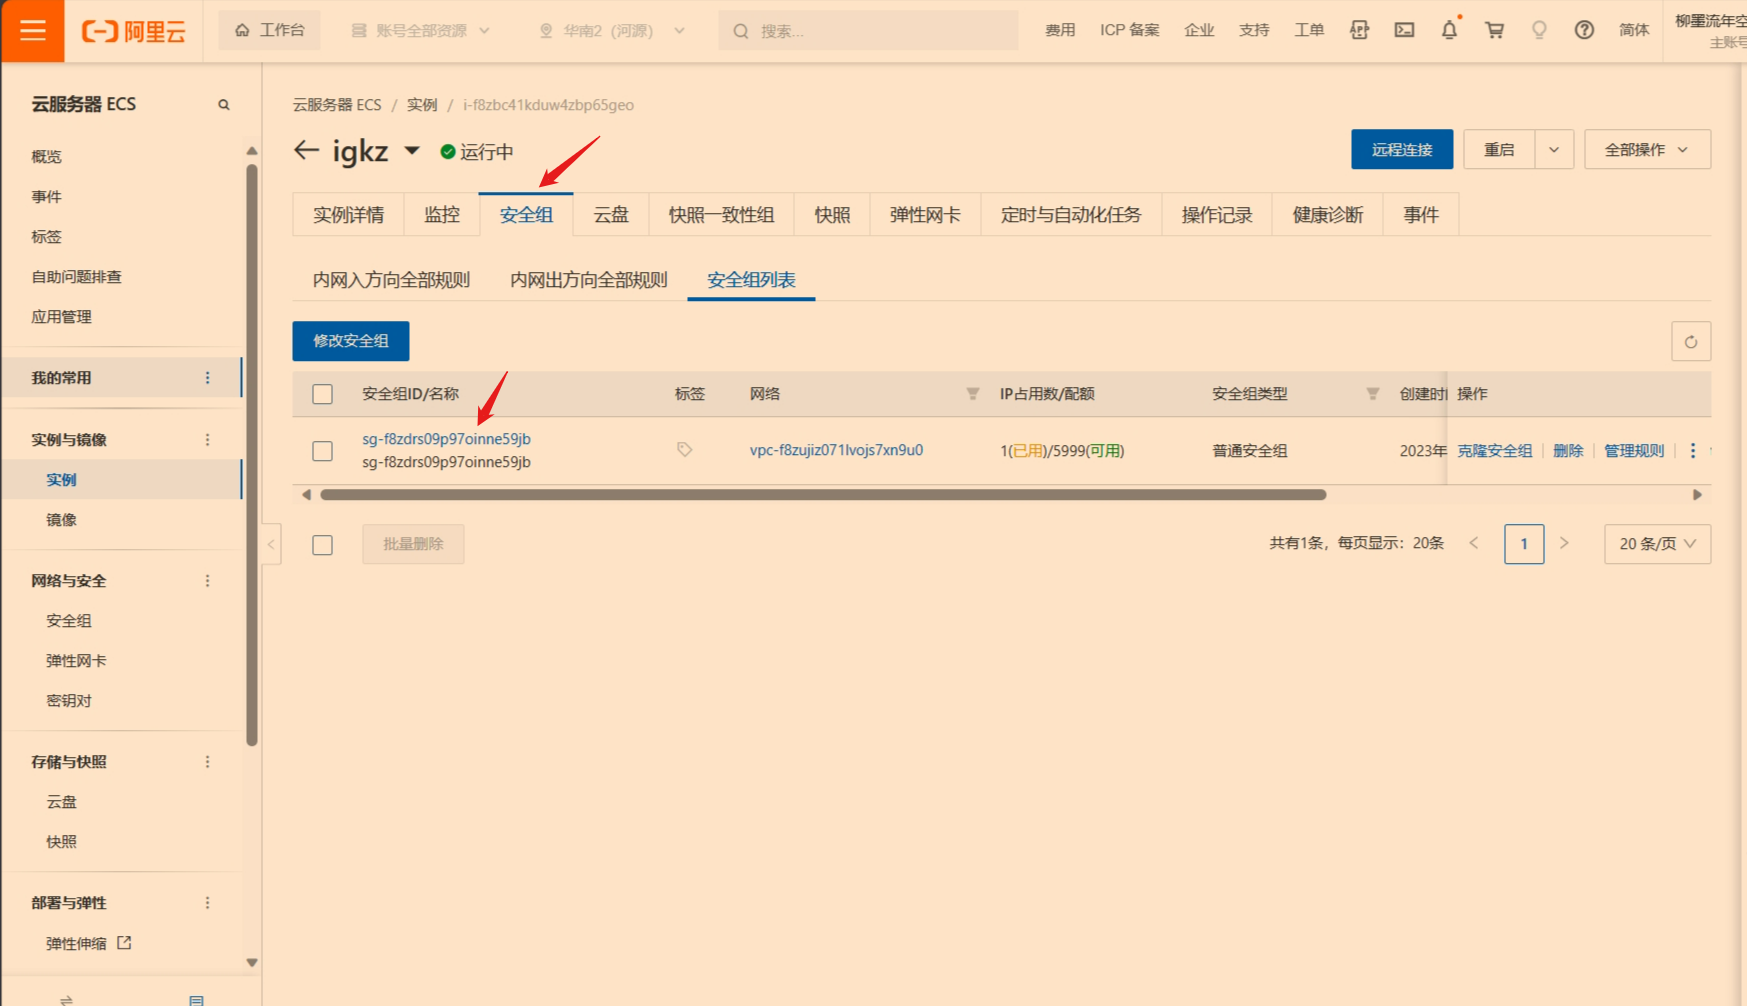 阿里云
工作台
账号全部资源
华南2（河源）
搜索...
费用
ICP 备案
企业
支持
工单
简体
柳墨流年空
主账号
云服务器 ECS
概览
事件
标签
自助问题排查
应用管理
我的常用
实例与镜像
实例
镜像
网络与安全
安全组
弹性网卡
密钥对
存储与快照
云盘
快照
部署与弹性
弹性伸缩
云服务器 ECS / 实例 / i-f8zbc41kduw4zbp65geo
igkz 运行中
远程连接
重启
全部操作
实例详情
监控
安全组
云盘
快照一致性组
快照
弹性网卡
定时与自动化任务
操作记录
健康诊断
事件
内网入方向全部规则
内网出方向全部规则
安全组列表
修改安全组
安全组ID/名称
标签
网络
IP占用数/配额
安全组类型
创建时
操作
sg-f8zdrs09p97oinne59jb
sg-f8zdrs09p97oinne59jb
vpc-f8zujiz071lvojs7xn9u0
1(已用)/5999(可用)
普通安全组
2023年
克隆安全组
删除
管理规则
批量删除
共有1条，每页显示：20条
1
20 条/页